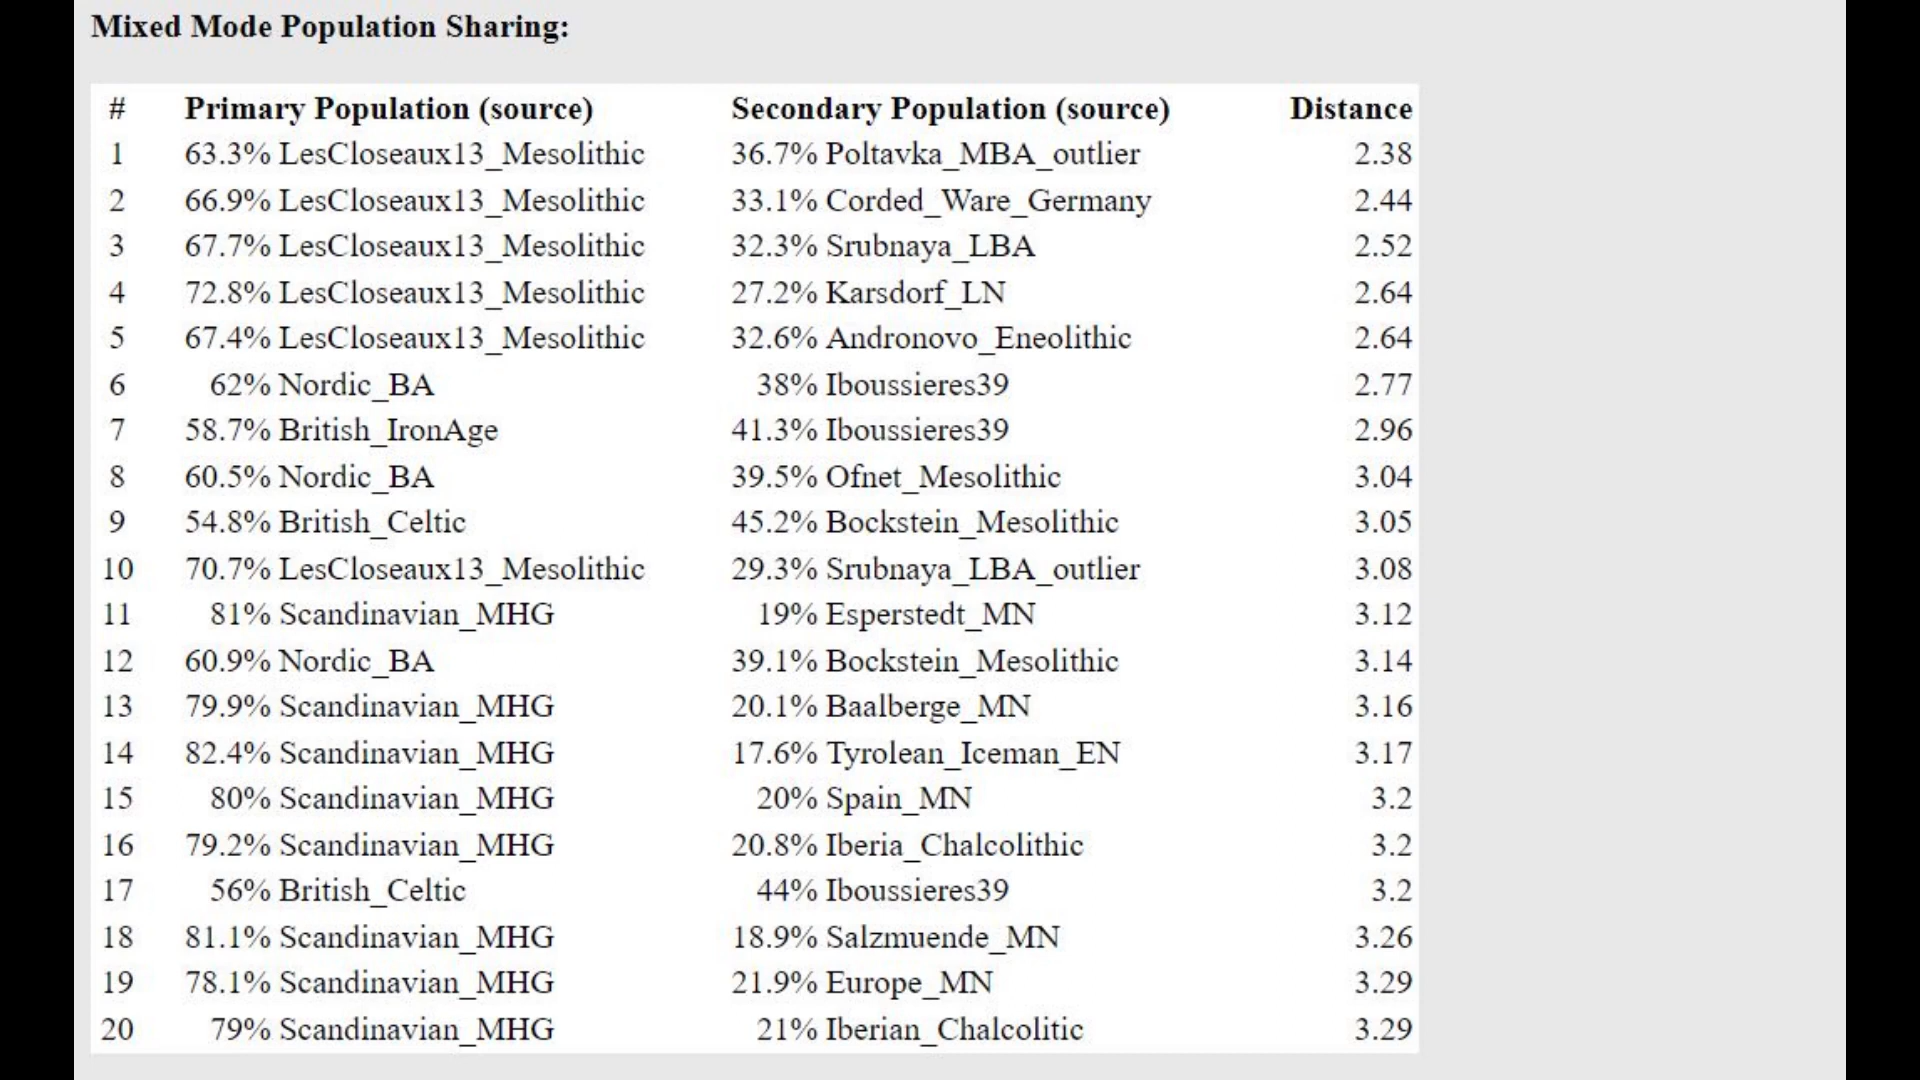 Mixed Mode Population Sharing:
# Primary Population (source) Secondary Population (source) Distance
1 63.3% LesCloseaux13_Mesolithic 36.7% Poltavka_MBA_outlier 2.38
2 66.9% LesCloseaux13_Mesolithic 33.1% Corded_Ware_Germany 2.44
3 67.7% LesCloseaux13_Mesolithic 32.3% Srubnaya_LBA 2.52
4 72.8% LesCloseaux13_Mesolithic 27.2% Karsdorf_LN 2.64
5 67.4% LesCloseaux13_Mesolithic 32.6% Andronovo_Eneolithic 2.64
6 62% Nordic_BA 38% Iboussieres39 2.77
7 58.7% British_IronAge 41.3% Iboussieres39 2.96
8 60.5% Nordic_BA 39.5% Ofnet_Mesolithic 3.04
9 54.8% British_Celtic 45.2% Bockstein_Mesolithic 3.05
10 70.7% LesCloseaux13_Mesolithic 29.3% Srubnaya_LBA_outlier 3.08
11 81% Scandinavian_MHG 19% Esperstedt_MN 3.12
12 60.9% Nordic_BA 39.1% Bockstein_Mesolithic 3.14
13 79.9% Scandinavian_MHG 20.1% Baalberge_MN 3.16
14 82.4% Scandinavian_MHG 17.6% Tyrolean_Iceman_EN 3.17
15 80% Scandinavian_MHG 20% Spain_MN 3.2
16 79.2% Scandinavian_MHG 20.8% Iberia_Chalcolithic 3.2
17 56% British_Celtic 44% Iboussieres39 3.2
18 81.1% Scandinavian_MHG 18.9% Salzmuende_MN 3.26
19 78.1% Scandinavian_MHG 21.9% Europe_MN 3.29
20 79% Scandinavian_MHG 21% Iberian_Chalcolitic 3.29